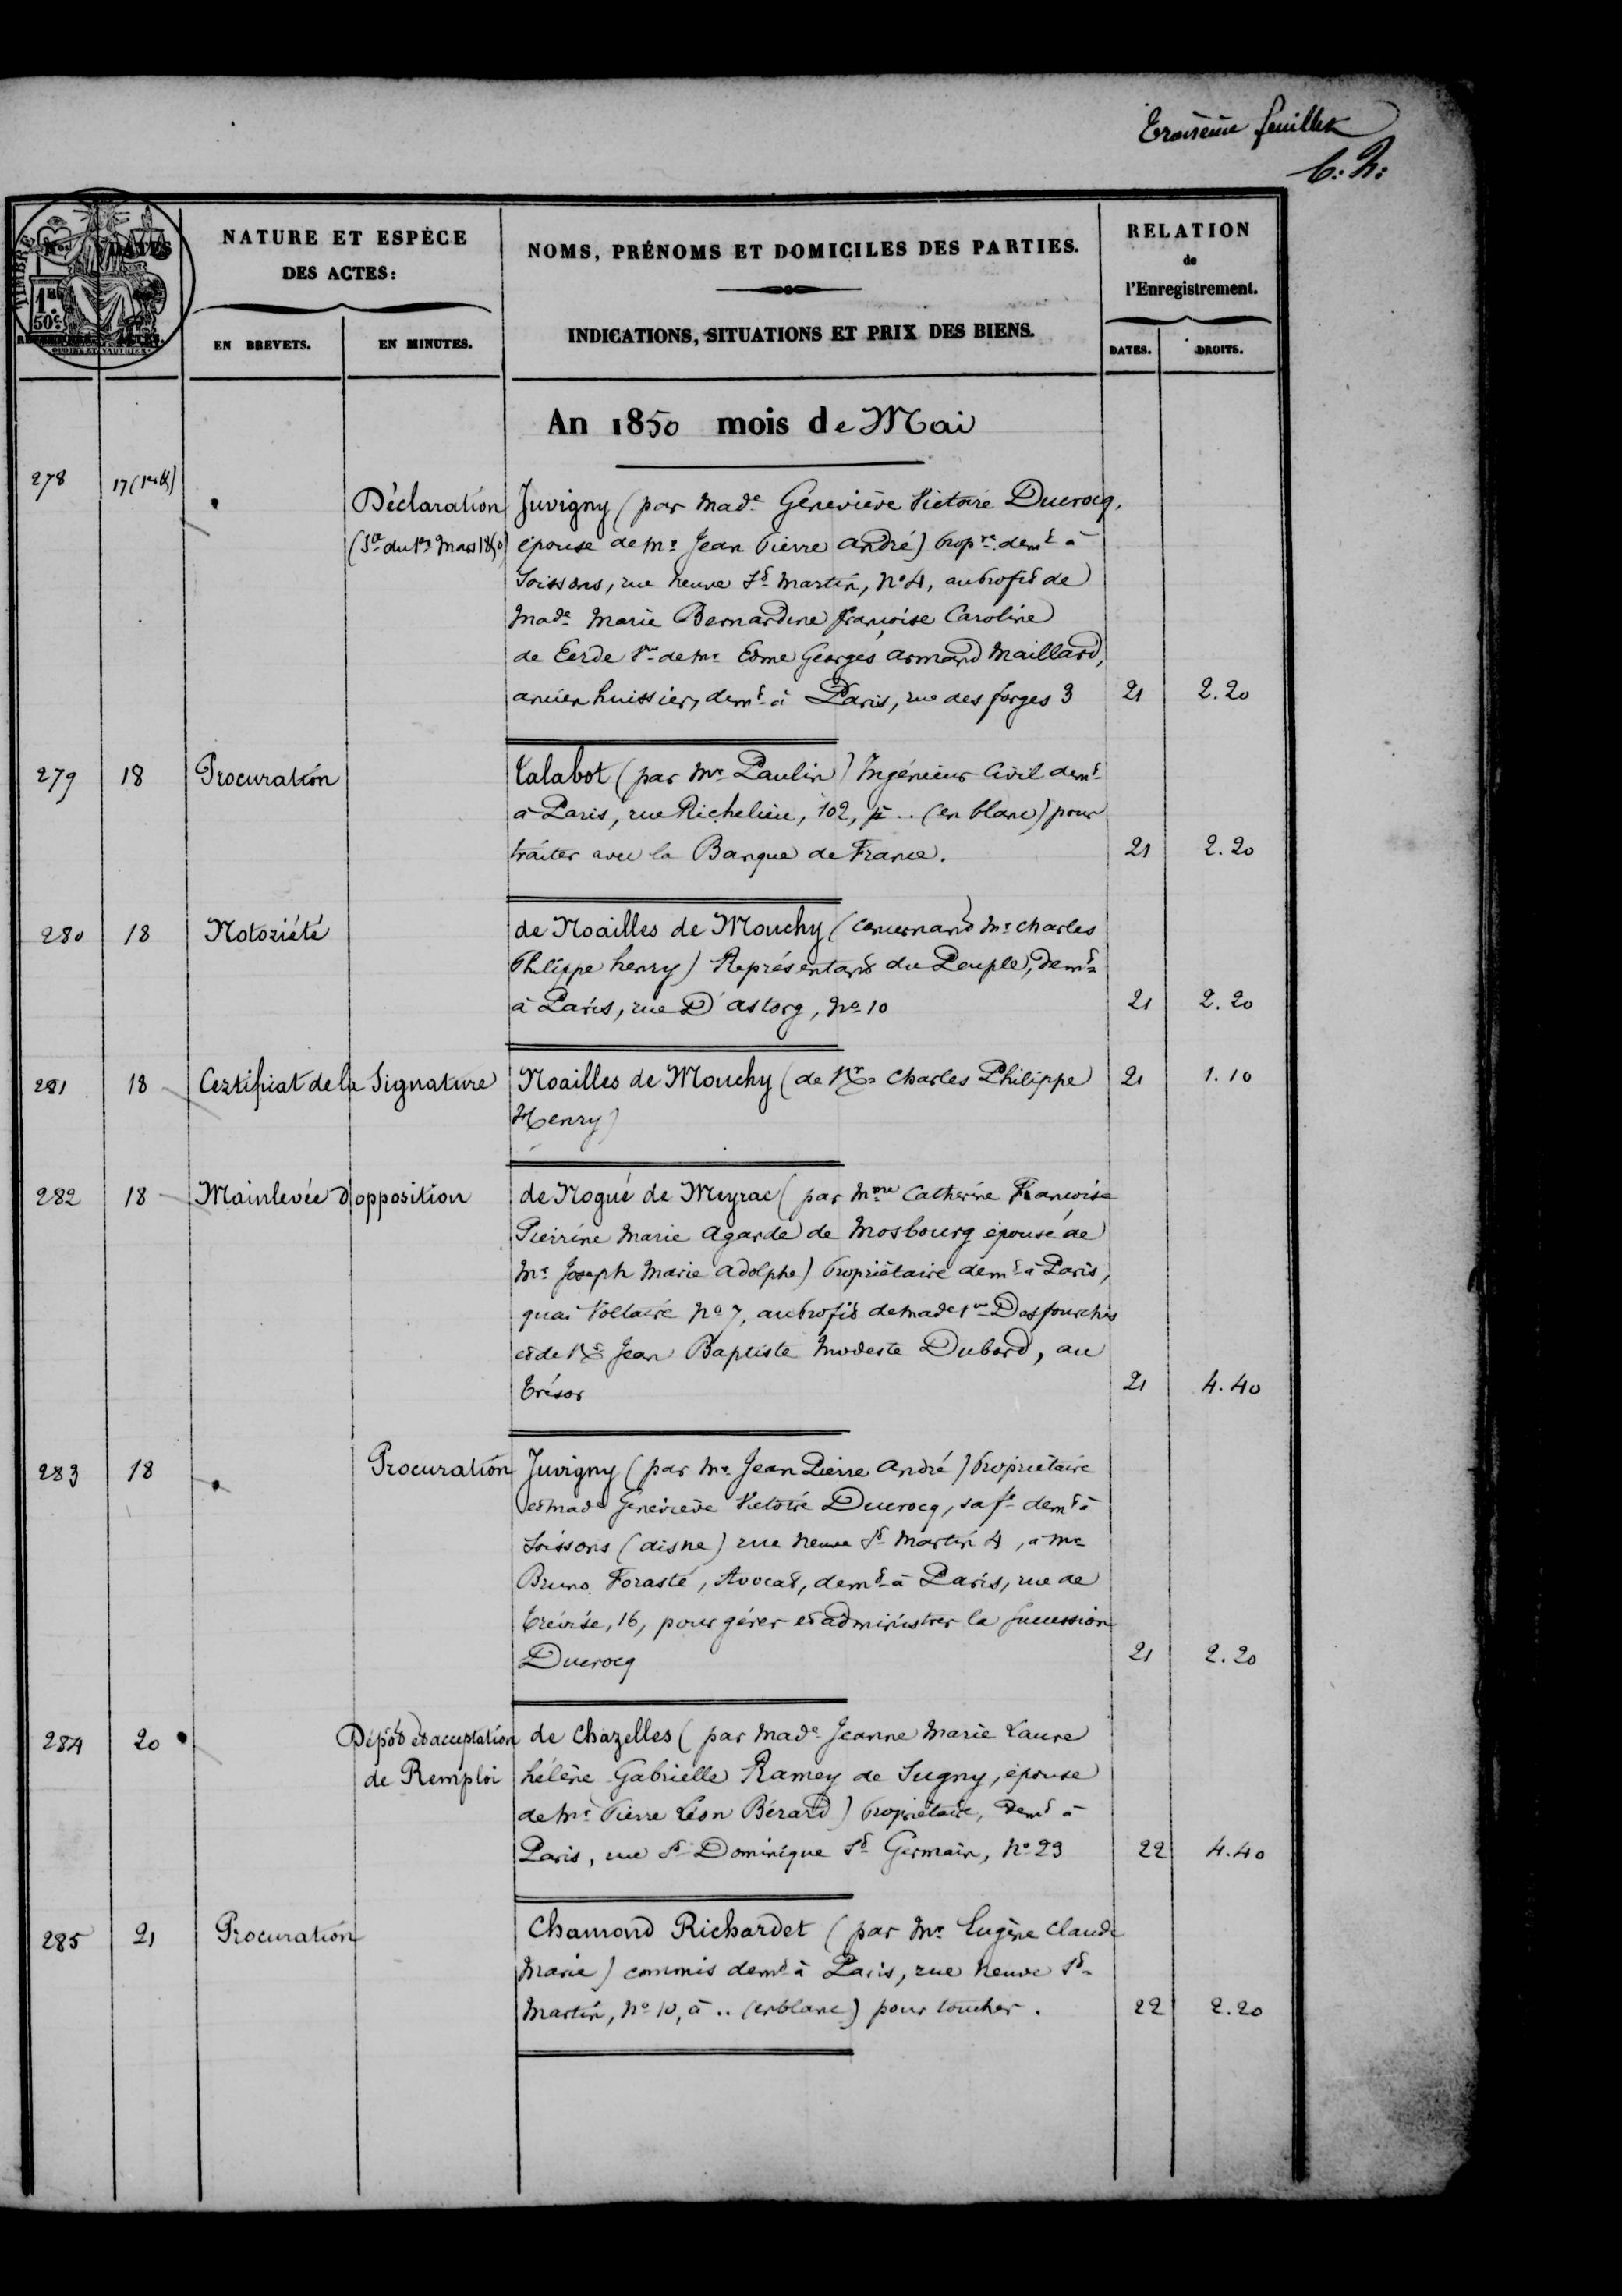 Troisième feuillet
C. h.
TIMBRE
Nos DATES
1 fr
50c
NATURE ET ESPÈCE
DES ACTES:
EN BREVETS. EN MINUTES.
NOMS, PRÉNOMS ET DOMICILES DES PARTIES.
INDICATIONS, SITUATIONS ET PRIX DES BIENS.
RELATION
de
l'Enregistrement.
DATES. DROITS.
An 1850 mois de Mai
278 17 Déclaration Juvigny (par Made Geneviève Victoire Ducrocq,
du 1er Mars 1850) épouse de Mr Jean Pierre André) Propre demt à
Soissons, rue neuve St Martin, No 4, au profit de
Made Marie Bernardine françoise Caroline
de Eerde Ve de Mr Edme Georges Armand Maillard,
ancien huissier, demt à Paris, rue des forges 3 21 2.20
279 18 Procuration Talabot (par Mr Paulin) Ingénieur Civil demt
à Paris, rue Richelieu, 102, à .. (en blanc) pour
traiter avec la Banque de France. 21 2.20
280 18 Notoriété de Noailles de Mouchy (concernant Mr Charles
Philippe henry) Représentant du Peuple, demt
à Paris, rue D'astorg, No 10 21 2.20
281 18 Certificat de la Signature Noailles de Mouchy (de Mr Charles Philippe 21 1.10
Henry)
282 18 Mainlevée d'opposition de Nogué de Meyrac (par Mme Catherine Françoise
Pierrine Marie Agarde de Mosbourg épouse de
Mr Joseph Marie Adolphe) Propriétaire demt à Paris,
quai Voltaire No 7, au profit de Made Ve Desfourches
et de Mr Jean Baptiste Modeste Dubard, au
Trésor 21 4.40
283 18 Procuration Juvigny (par Mr Jean Pierre André) Propriétaire
et Made Geneviève Victoire Ducrocq, sa fe demt à
Soissons (aisne) rue Neuve St Martin 4, à Mr
Bruno Forasté, Avocat, demt à Paris, rue de
Trévise, 16, pour gérer et administrer la succession
Ducrocq 21 2.20
284 20 Dépôt et acceptation de Chazelles (par Made Jeanne Marie Laure
de Remploi hélène Gabrielle Ramey de Sugny, épouse
de Mr Pierre Léon Bérard) Propriétaire, demt à
Paris, rue St Dominique St Germain, No 23 22 4.40
285 21 Procuration Chamond Richardet (par Mr Eugène Claude
Marie) commis demt à Paris, rue Neuve St
Martin, No 10, à .. (en blanc) pour toucher. 22 2.20